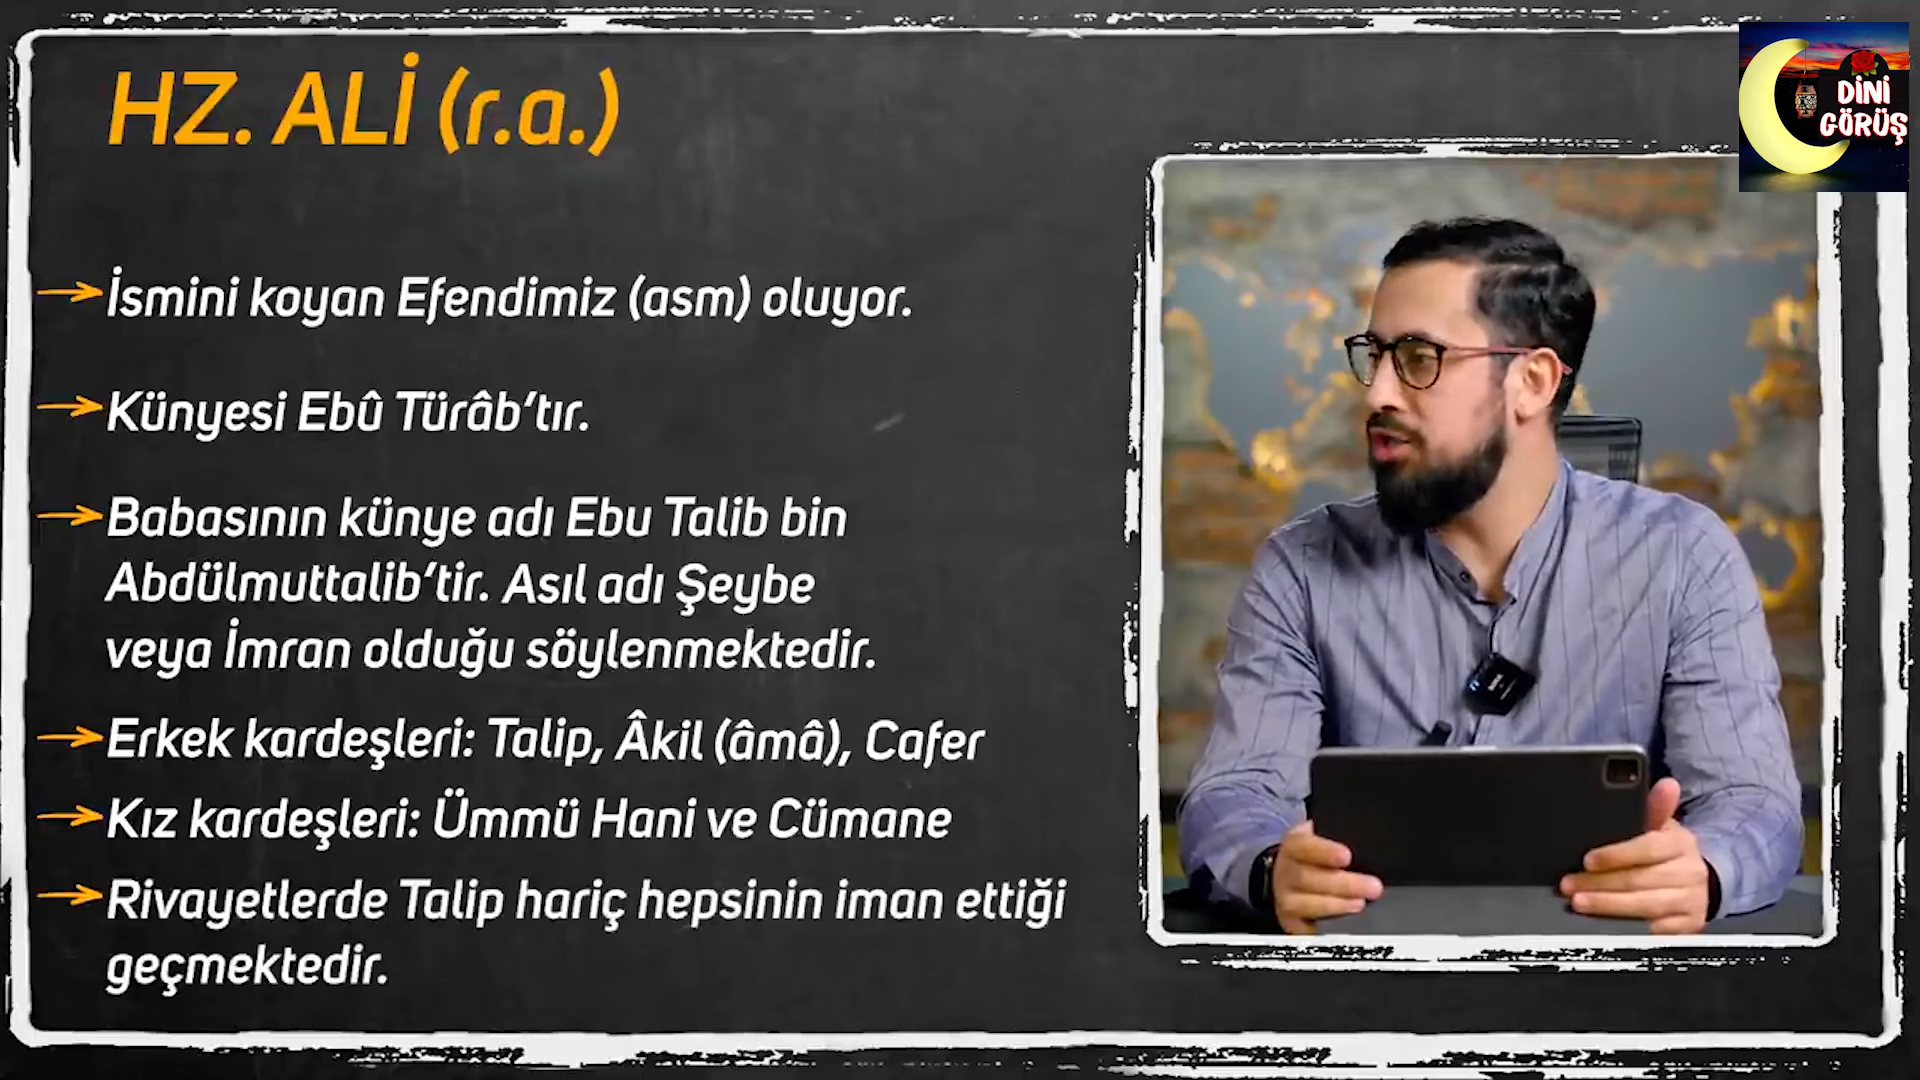 HZ. ALİ (r.a.)
İsmini koyan Efendimiz (asm) oluyor.
Künyesi Ebû Türâb’tır.
Babasının künye adı Ebu Talib bin
Abdülmuttalib’tir. Asıl adı Şeybe
veya İmran olduğu söylenmektedir.
Erkek kardeşleri: Talip, Âkil (âmâ), Cafer
Kız kardeşleri: Ümmü Hani ve Cümane
Rivayetlerde Talip hariç hepsinin iman ettiği
geçmektedir.
DİNİ
GÖRÜŞ